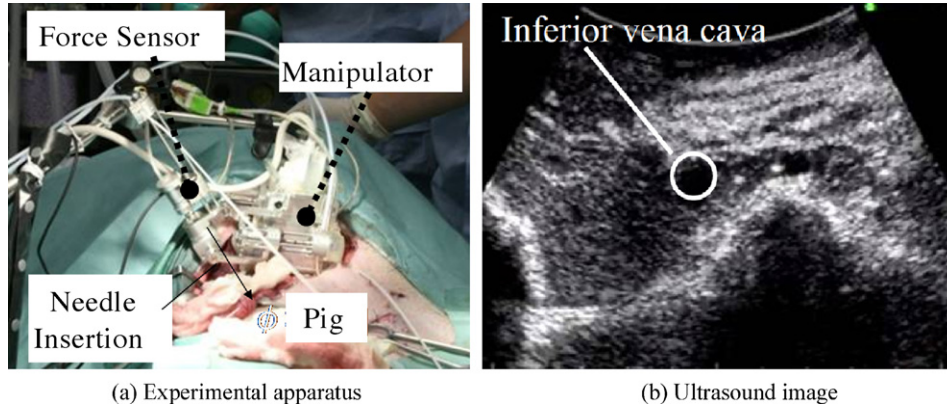 Force Sensor
Manipulator
Needle
Insertion
ϕ
Pig
Inferior vena cava
(a) Experimental apparatus
(b) Ultrasound image